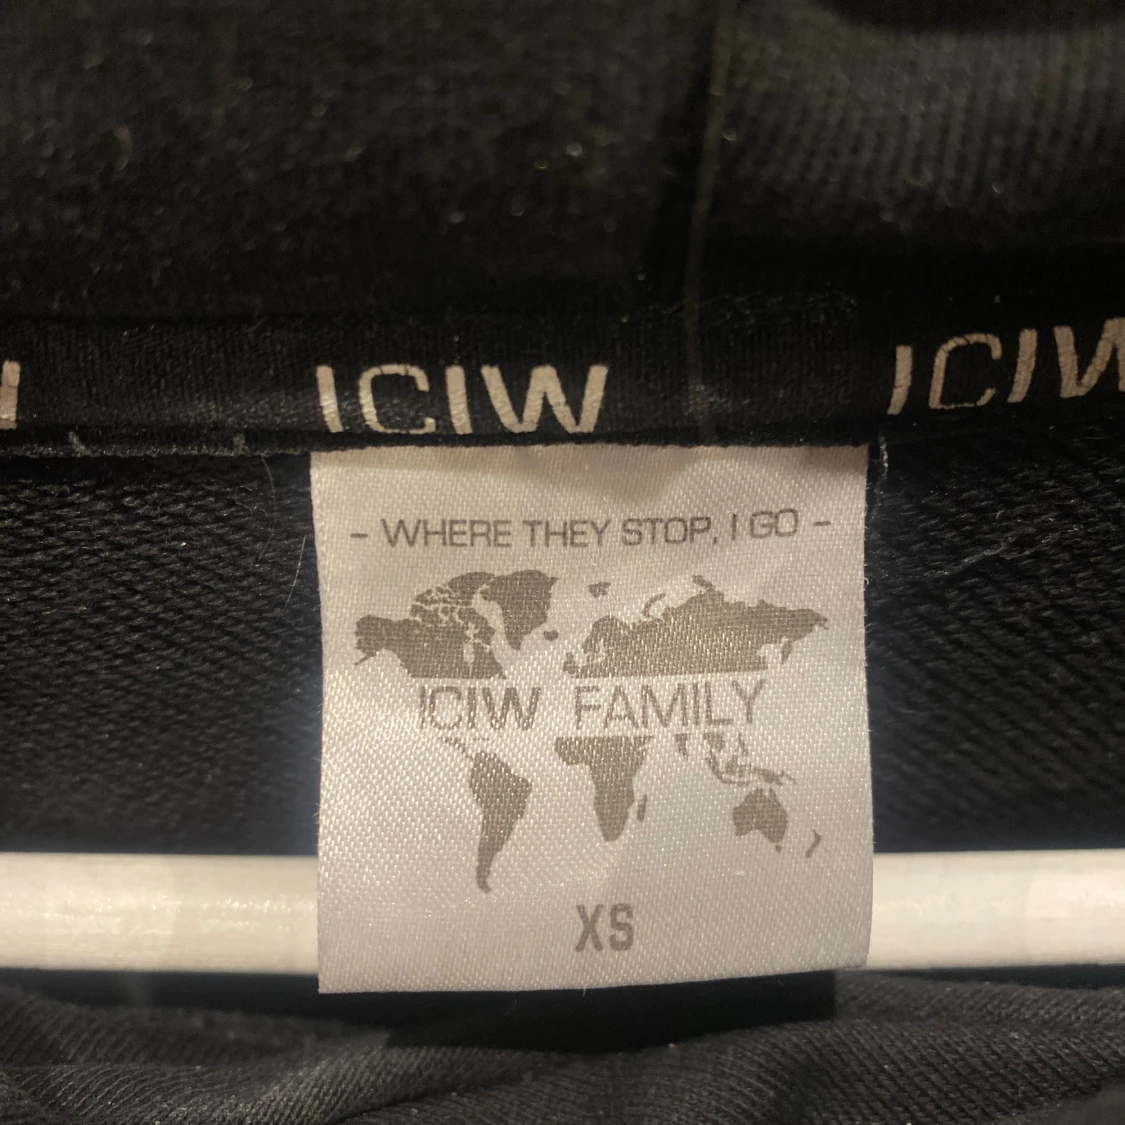 ICIW
ICIW
- WHERE THEY STOP, I GO -
ICIW FAMILY
XS